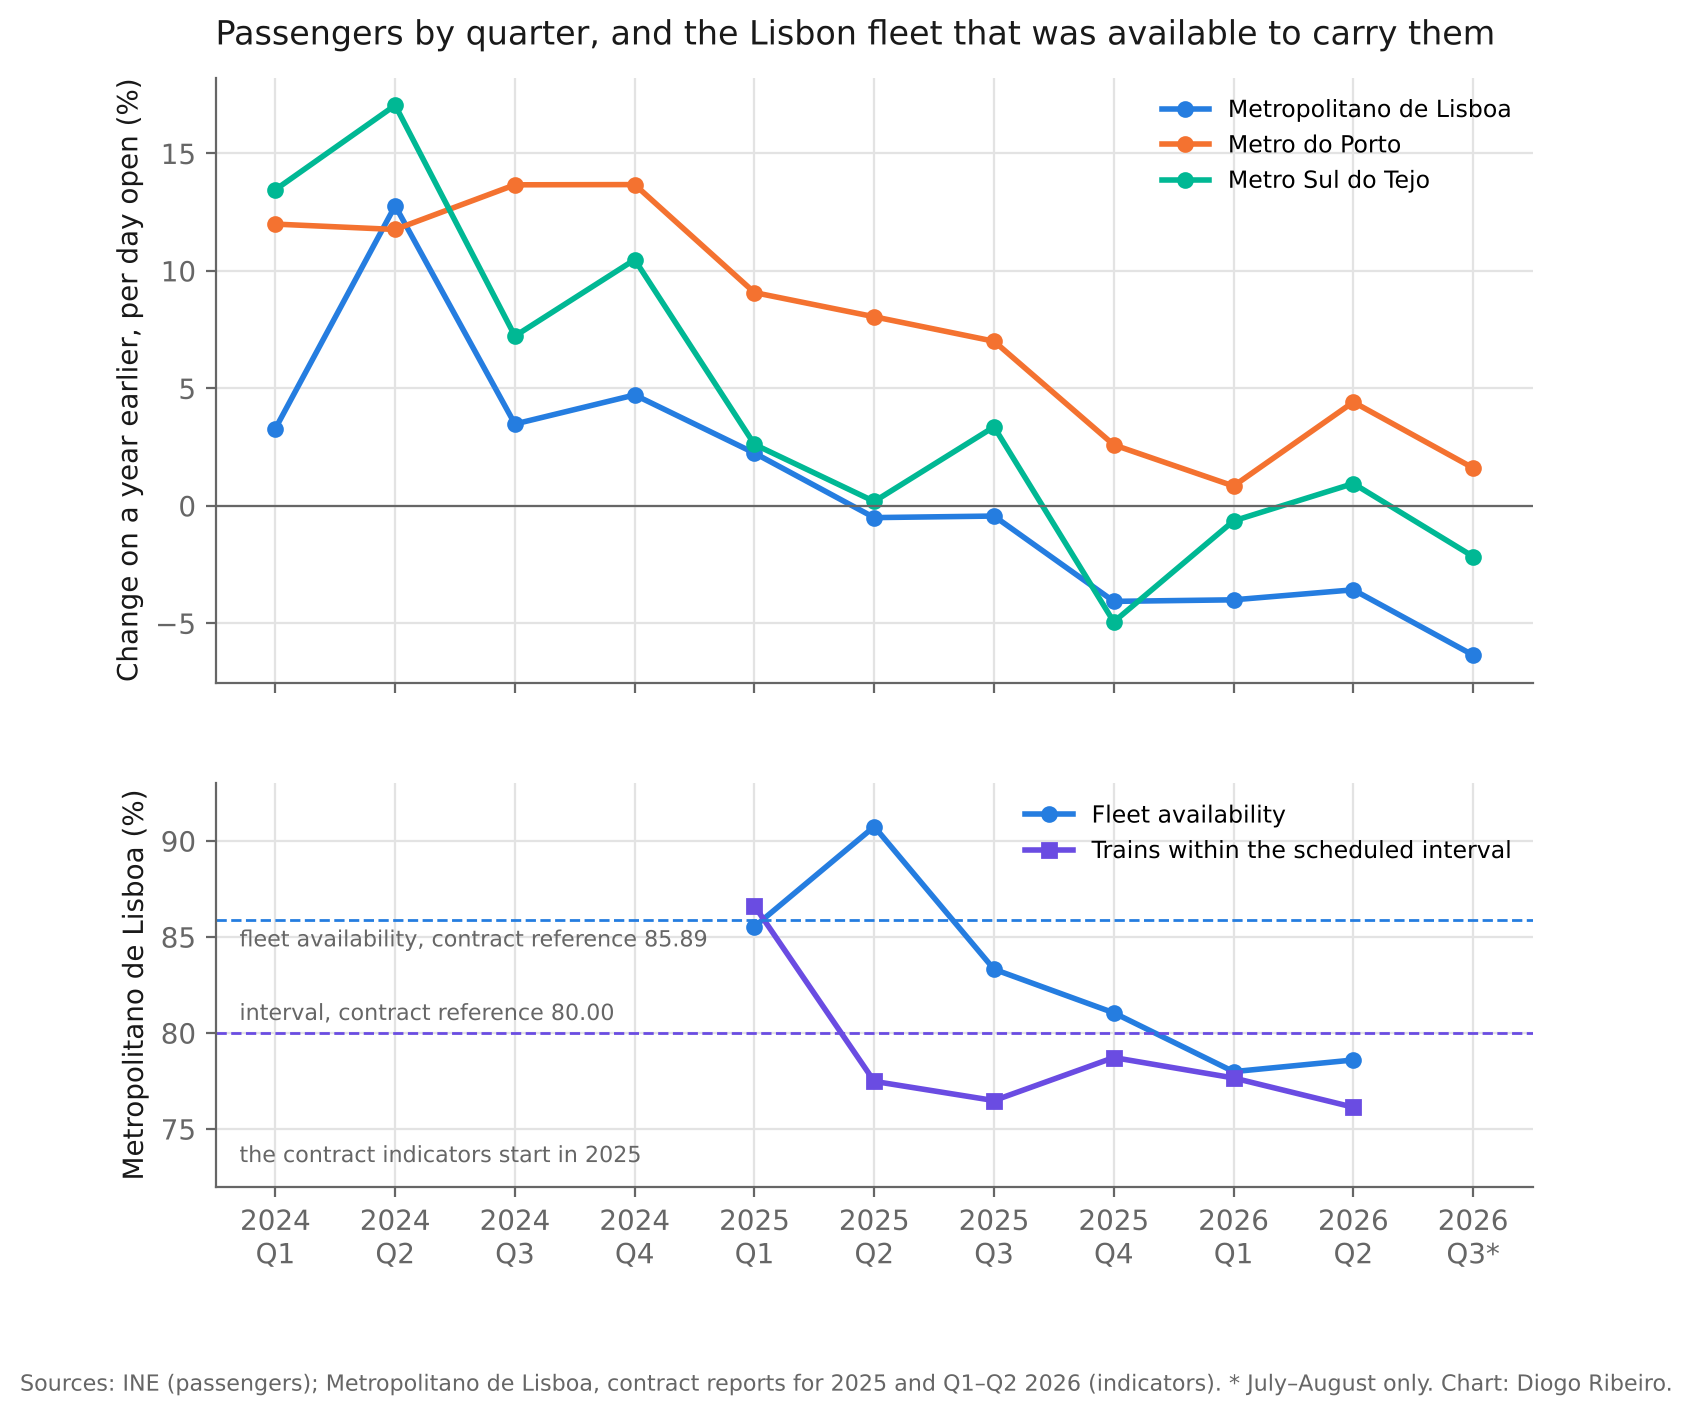 Passengers by quarter, and the Lisbon fleet that was available to carry them
Change on a year earlier, per day open (%)
15
10
5
0
−5
Metropolitano de Lisboa
Metro do Porto
Metro Sul do Tejo
Metropolitano de Lisboa (%)
90
85
80
75
Fleet availability
Trains within the scheduled interval
fleet availability, contract reference 85.89
interval, contract reference 80.00
the contract indicators start in 2025
2024 2024 2024 2024 2025 2025 2025 2025 2026 2026 2026
Q1 Q2 Q3 Q4 Q1 Q2 Q3 Q4 Q1 Q2 Q3*
Sources: INE (passengers); Metropolitano de Lisboa, contract reports for 2025 and Q1–Q2 2026 (indicators). * July–August only. Chart: Diogo Ribeiro.